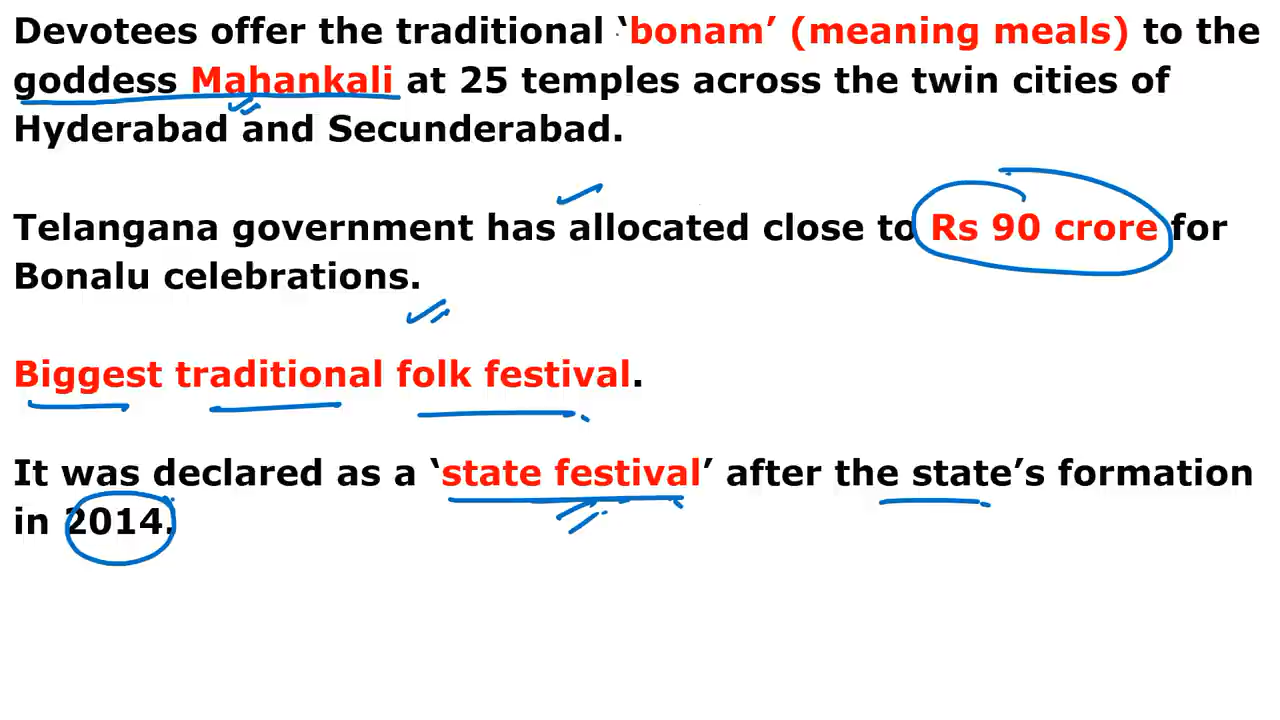 Devotees offer the traditional ‘bonam’ (meaning meals) to the
goddess Mahankali at 25 temples across the twin cities of
Hyderabad and Secunderabad.
Telangana government has allocated close to Rs 90 crore for
Bonalu celebrations.
Biggest traditional folk festival.
It was declared as a ‘state festival’ after the state’s formation
in 2014.